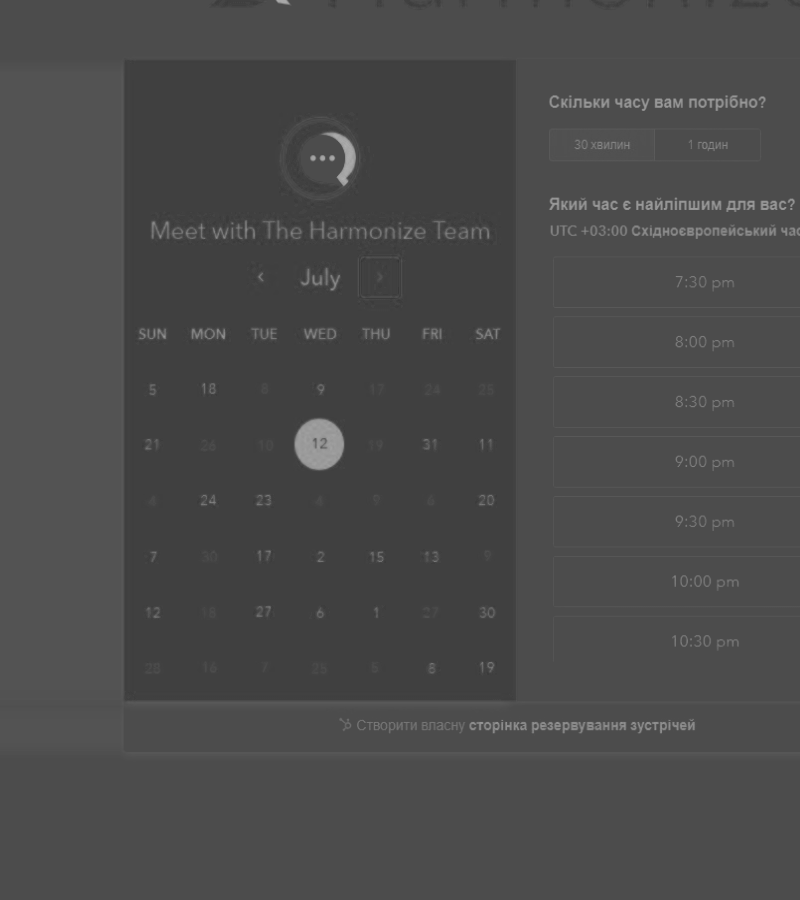 Meet with The Harmonize Team
July
SUN MON TUE WED THU FRI SAT
5 18 8 9 17 24 25
21 26 10 12 19 31 11
24 23 20
7 30 17 2 15 13 9
12 18 27 6 1 27 30
28 16 7 28 5 8 19
Скільки часу вам потрібно?
30 хвилин 1 годин
Який час є найліпшим для вас?
UTC +03:00 Східноєвропейський час
7:30 pm
8:00 pm
8:30 pm
9:00 pm
9:30 pm
10:00 pm
10:30 pm
Створити власну сторінка резервування зустрічей